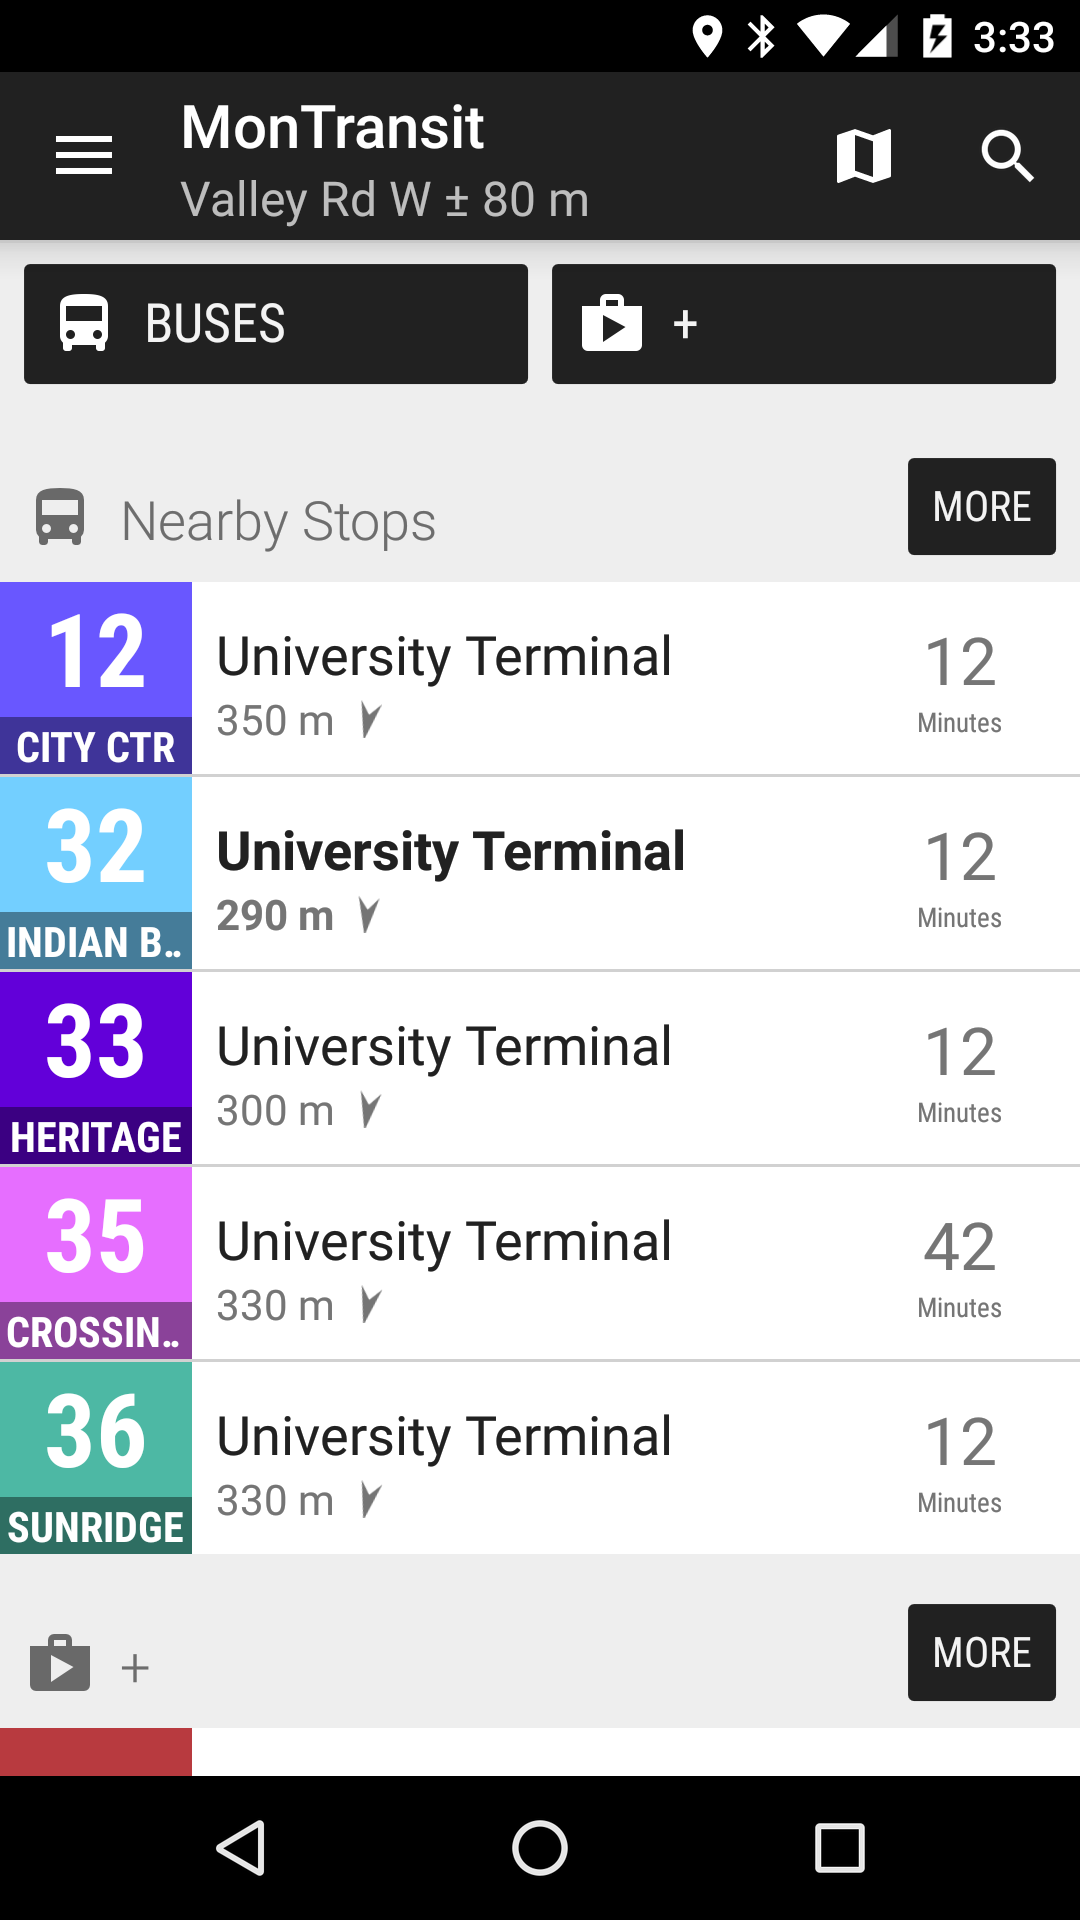 3:33
MonTransit
Valley Rd W ± 80 m
BUSES
+
Nearby Stops
MORE
12
CITY CTR
University Terminal
350 m
12
Minutes
32
INDIAN B..
University Terminal
290 m
12
Minutes
33
HERITAGE
University Terminal
300 m
12
Minutes
35
CROSSIN..
University Terminal
330 m
42
Minutes
36
SUNRIDGE
University Terminal
330 m
12
Minutes
+
MORE